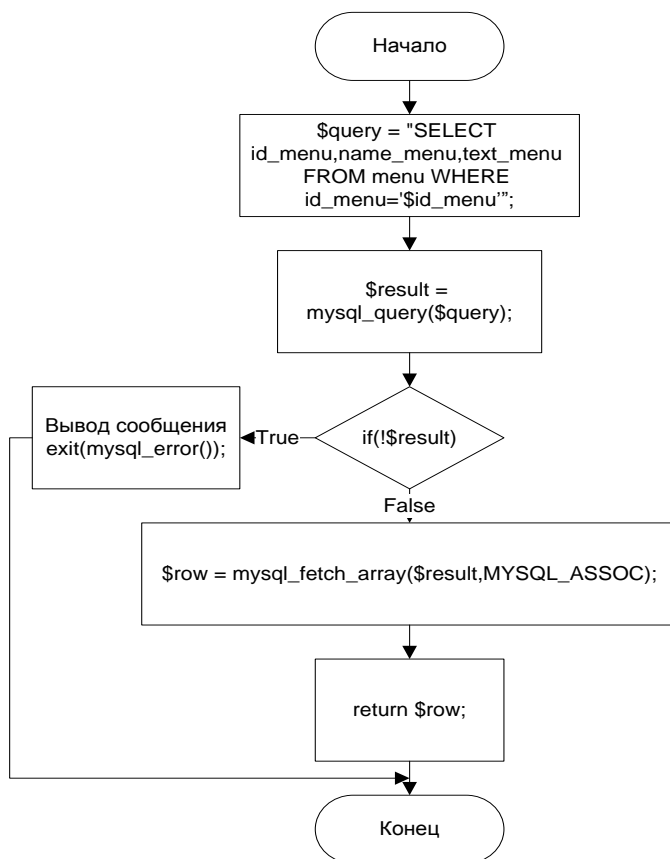 Начало
$query = "SELECT
id_menu,name_menu,text_menu
FROM menu WHERE
id_menu='$id_menu'";
$result =
mysql_query($query);
Вывод сообщения
exit(mysql_error());
True
if(!$result)
False
$row = mysql_fetch_array($result,MYSQL_ASSOC);
return $row;
Конец